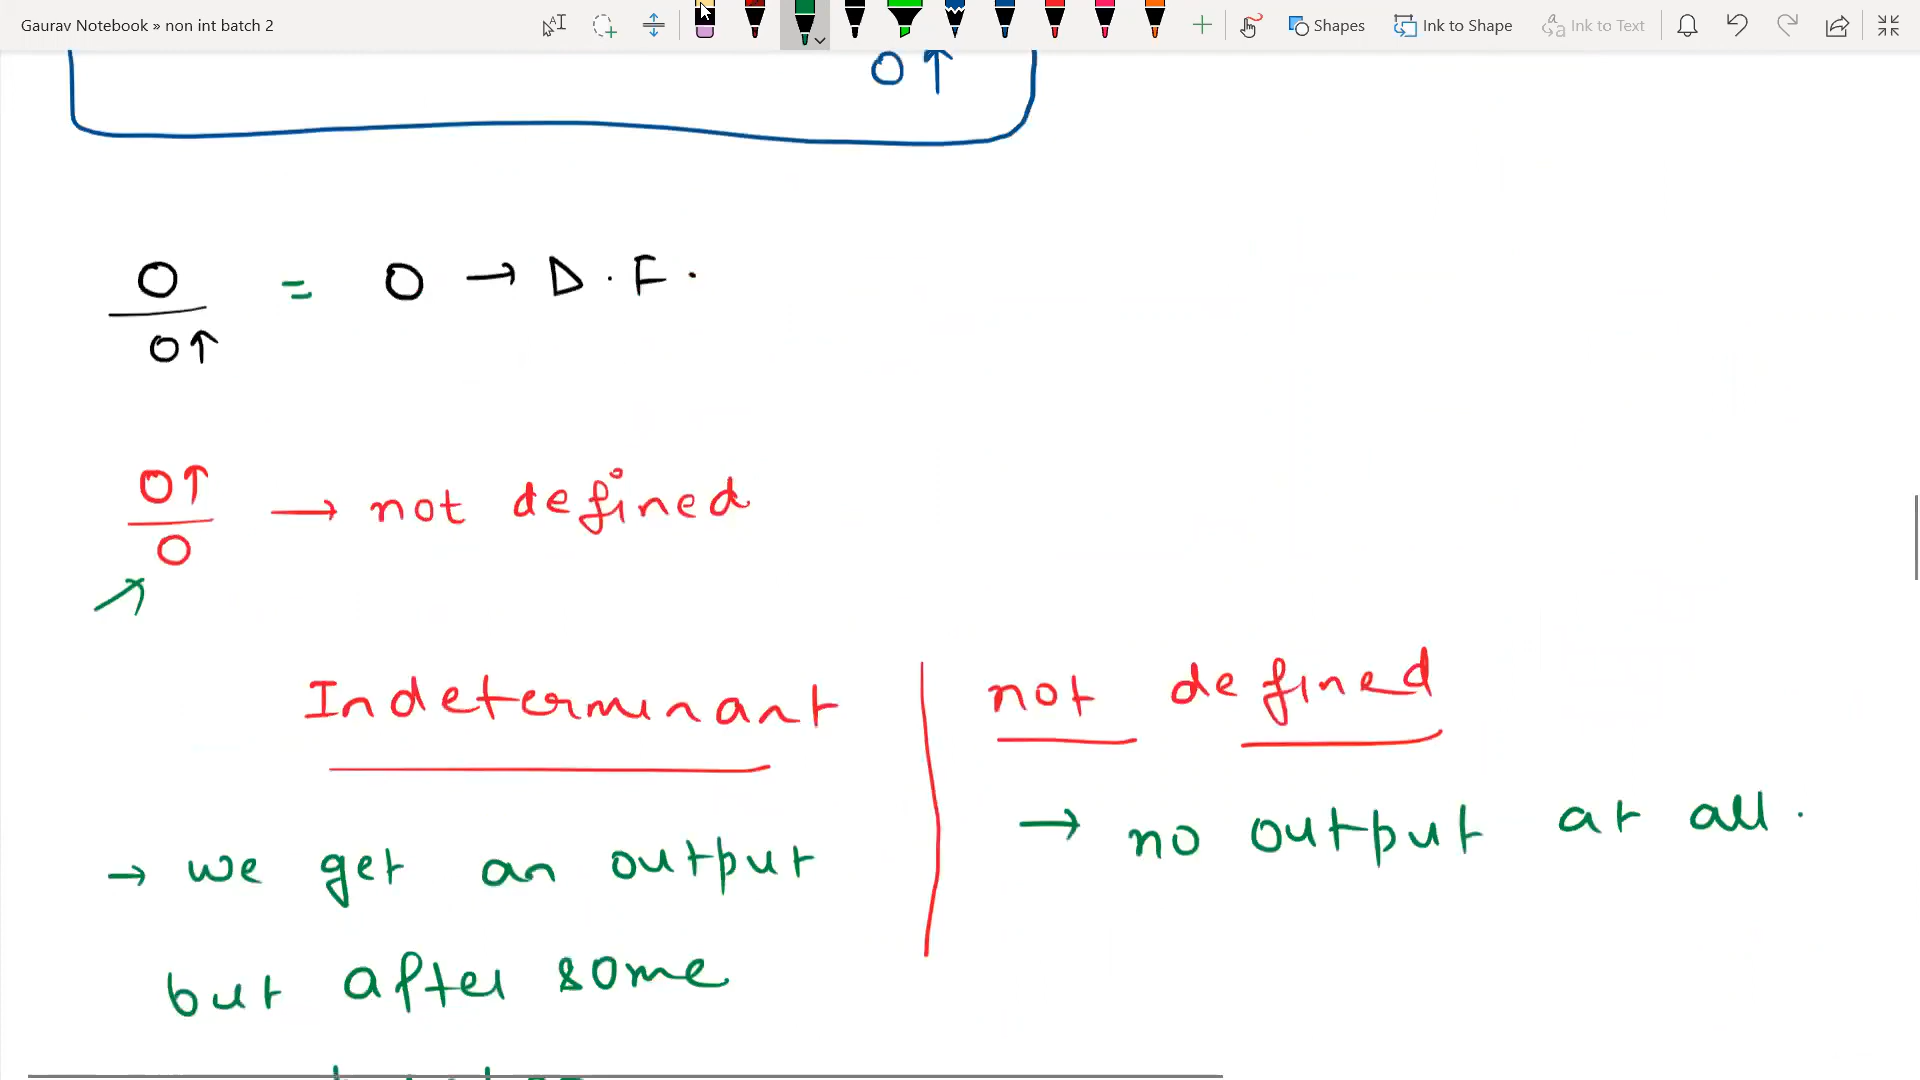 Gaurav Notebook » non int batch 2
Shapes Ink to Shape Ink to Text
0↑
0/0↑ = 0 → D.F.
0↑/0 → not defined
Indeterminant
not defined
→ we get an output
→ no output at all.
but after some